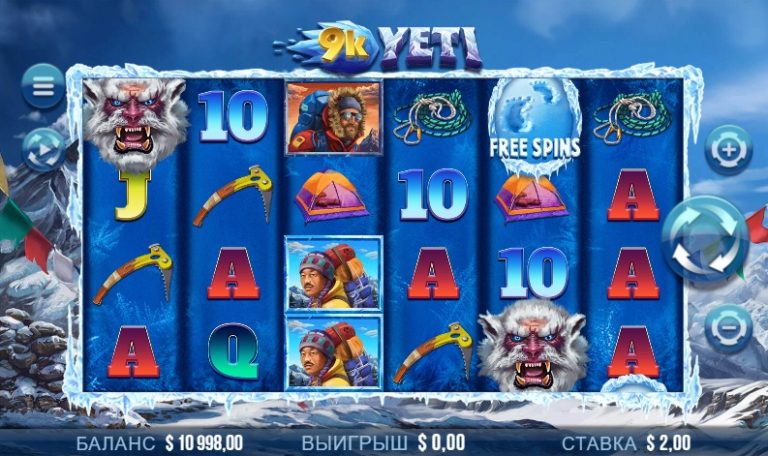 9k YETI
10
FREE SPINS
J 10 A
A A 10 A
A Q A
БАЛАНС $ 10 998,00 ВЫИГРЫШ $ 0,00 СТАВКА $ 2,00